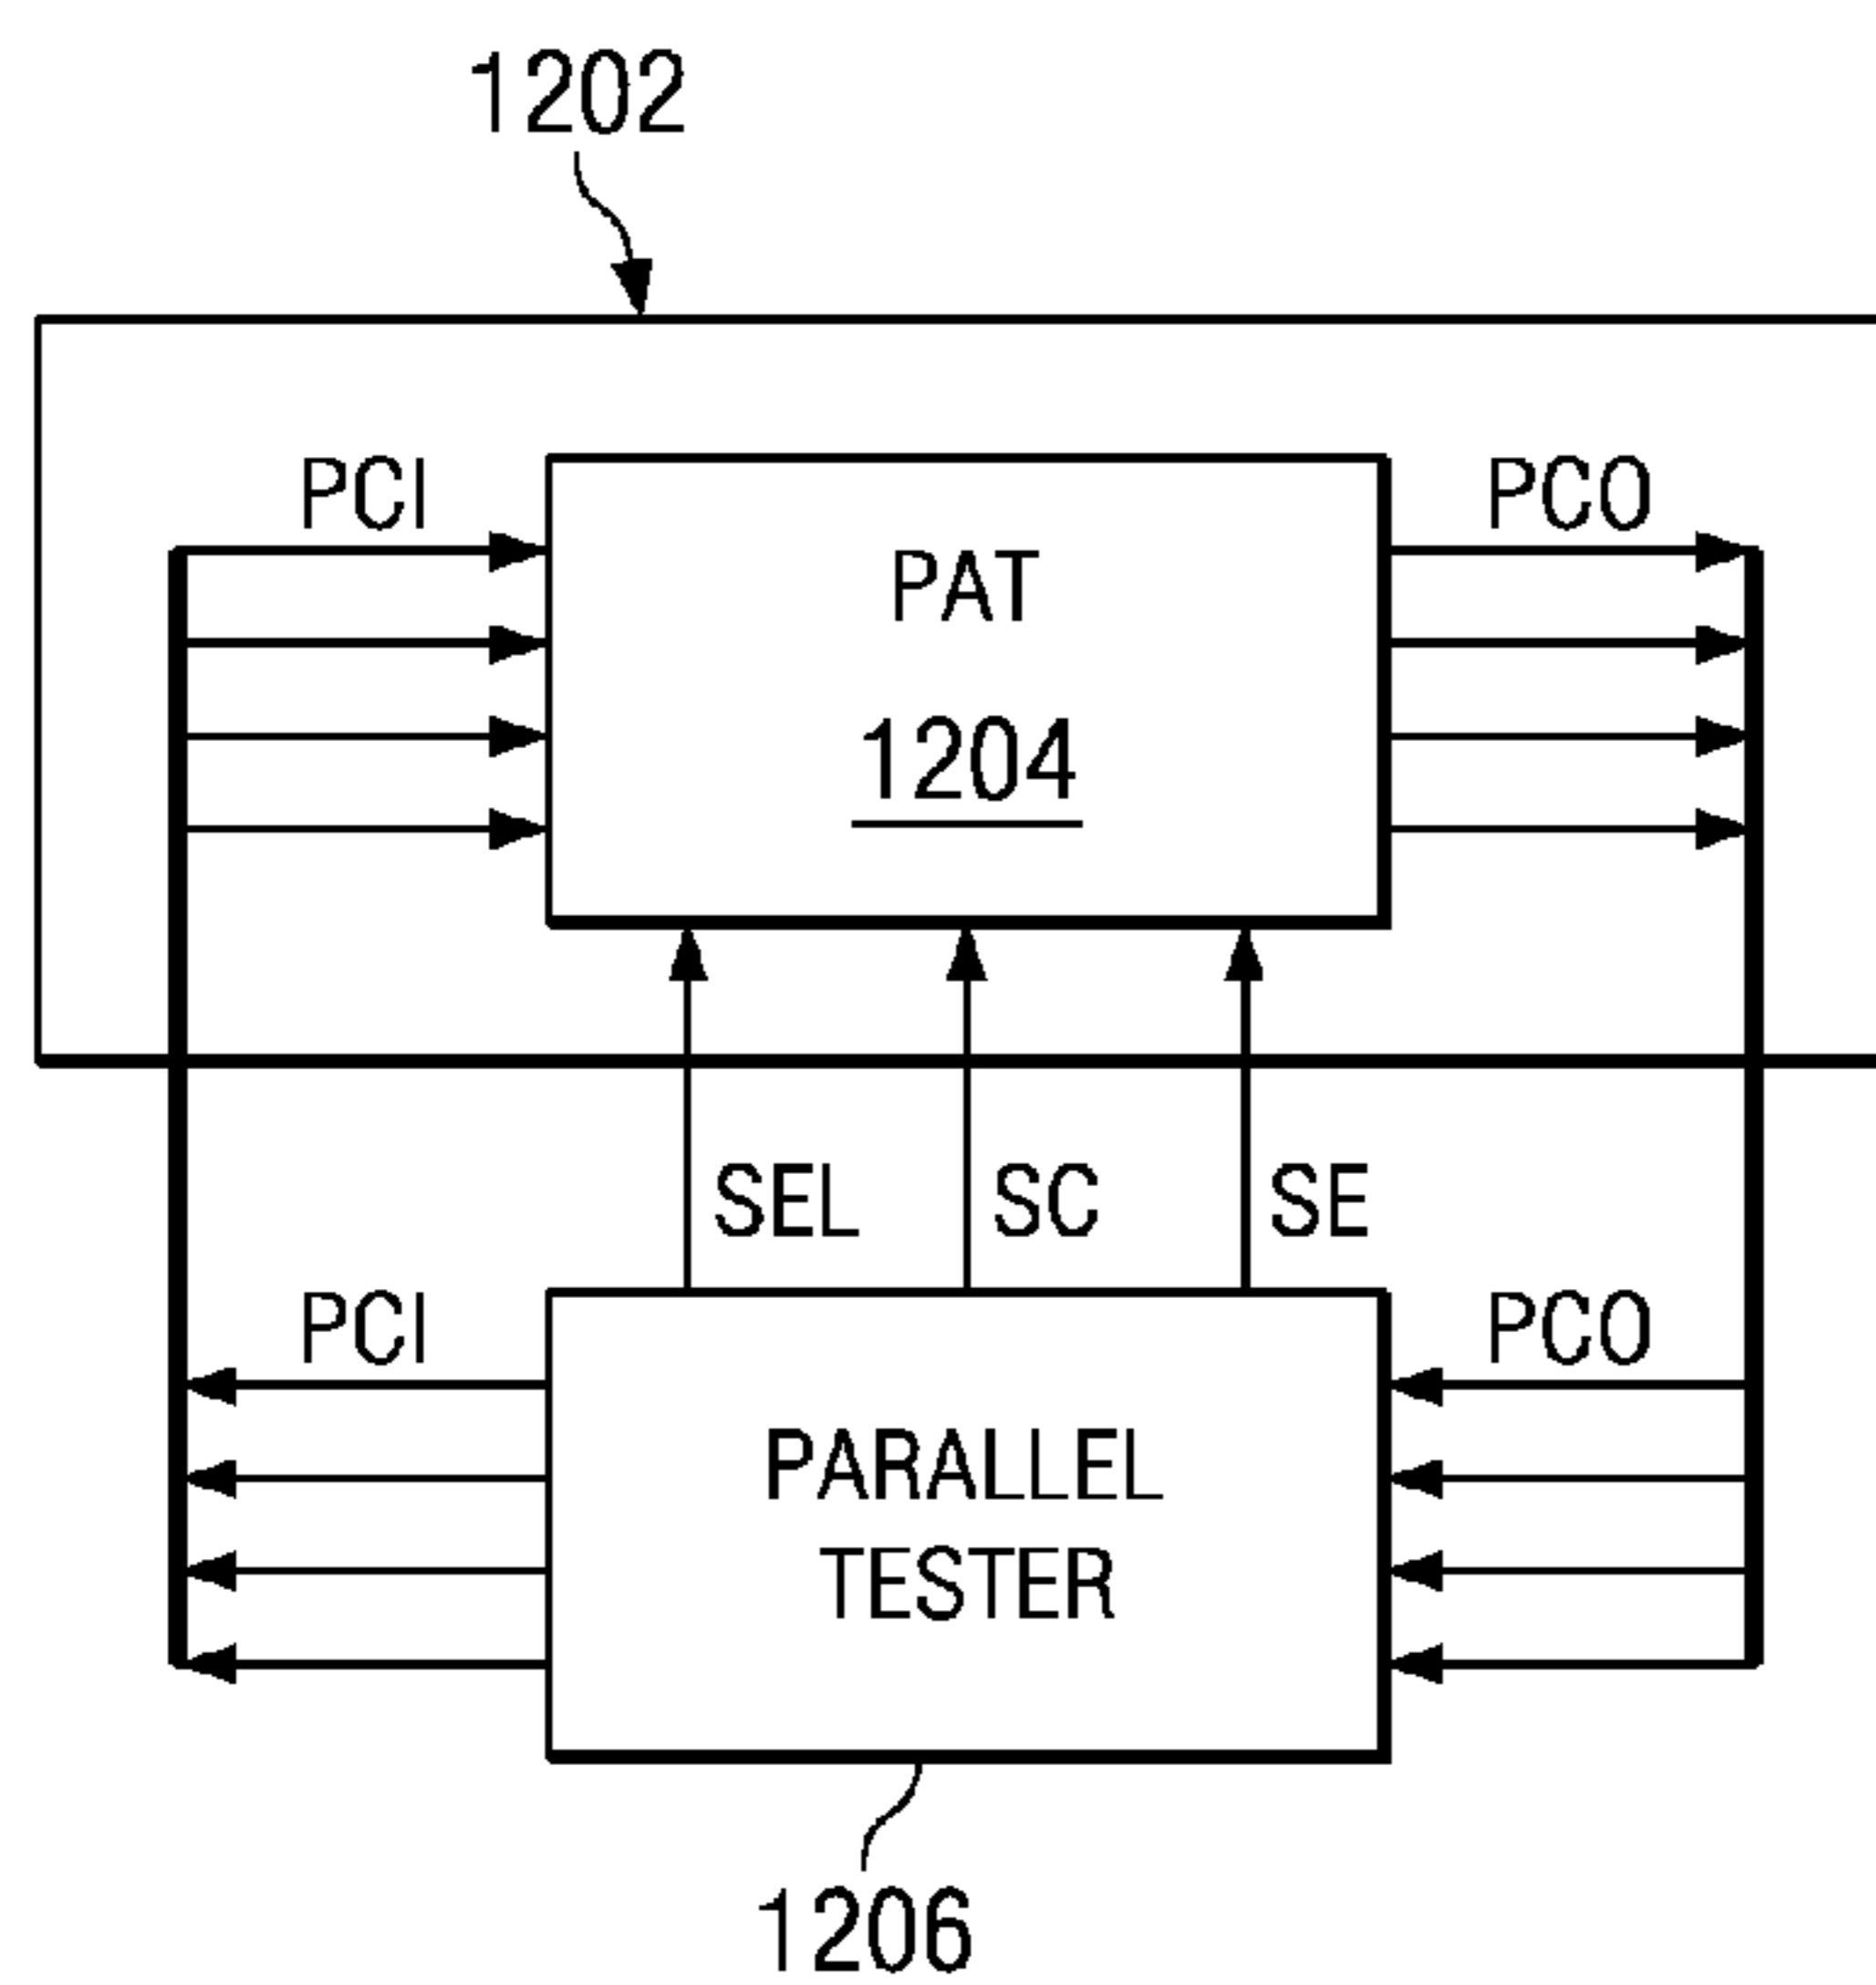 1202
PCI
PCO
PAT
1204
SEL
SC
SE
PCI
PCO
PARALLEL
TESTER
1206